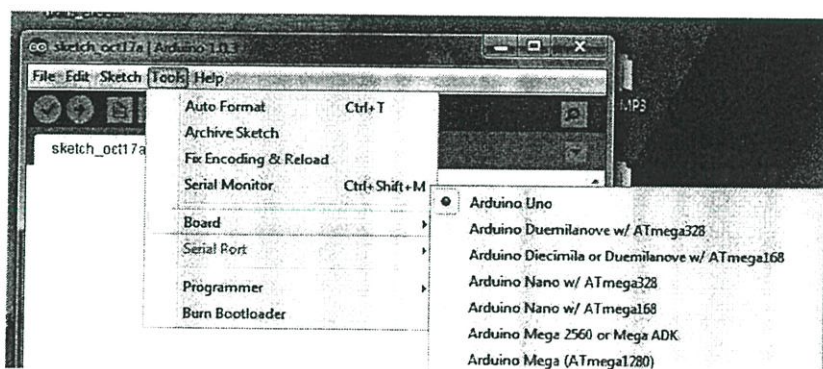 sketch_oct17a | Arduino 1.0.3
File Edit Sketch Tools Help
MP3
sketch_oct17a
Auto Format Ctrl+T
Archive Sketch
Fix Encoding & Reload
Serial Monitor Ctrl+Shift+M
Board
Serial Port
Programmer
Burn Bootloader
Arduino Uno
Arduino Duemilanove w/ ATmega328
Arduino Diecimila or Duemilanove w/ ATmega168
Arduino Nano w/ ATmega328
Arduino Nano w/ ATmega168
Arduino Mega 2560 or Mega ADK
Arduino Mega (ATmega1280)